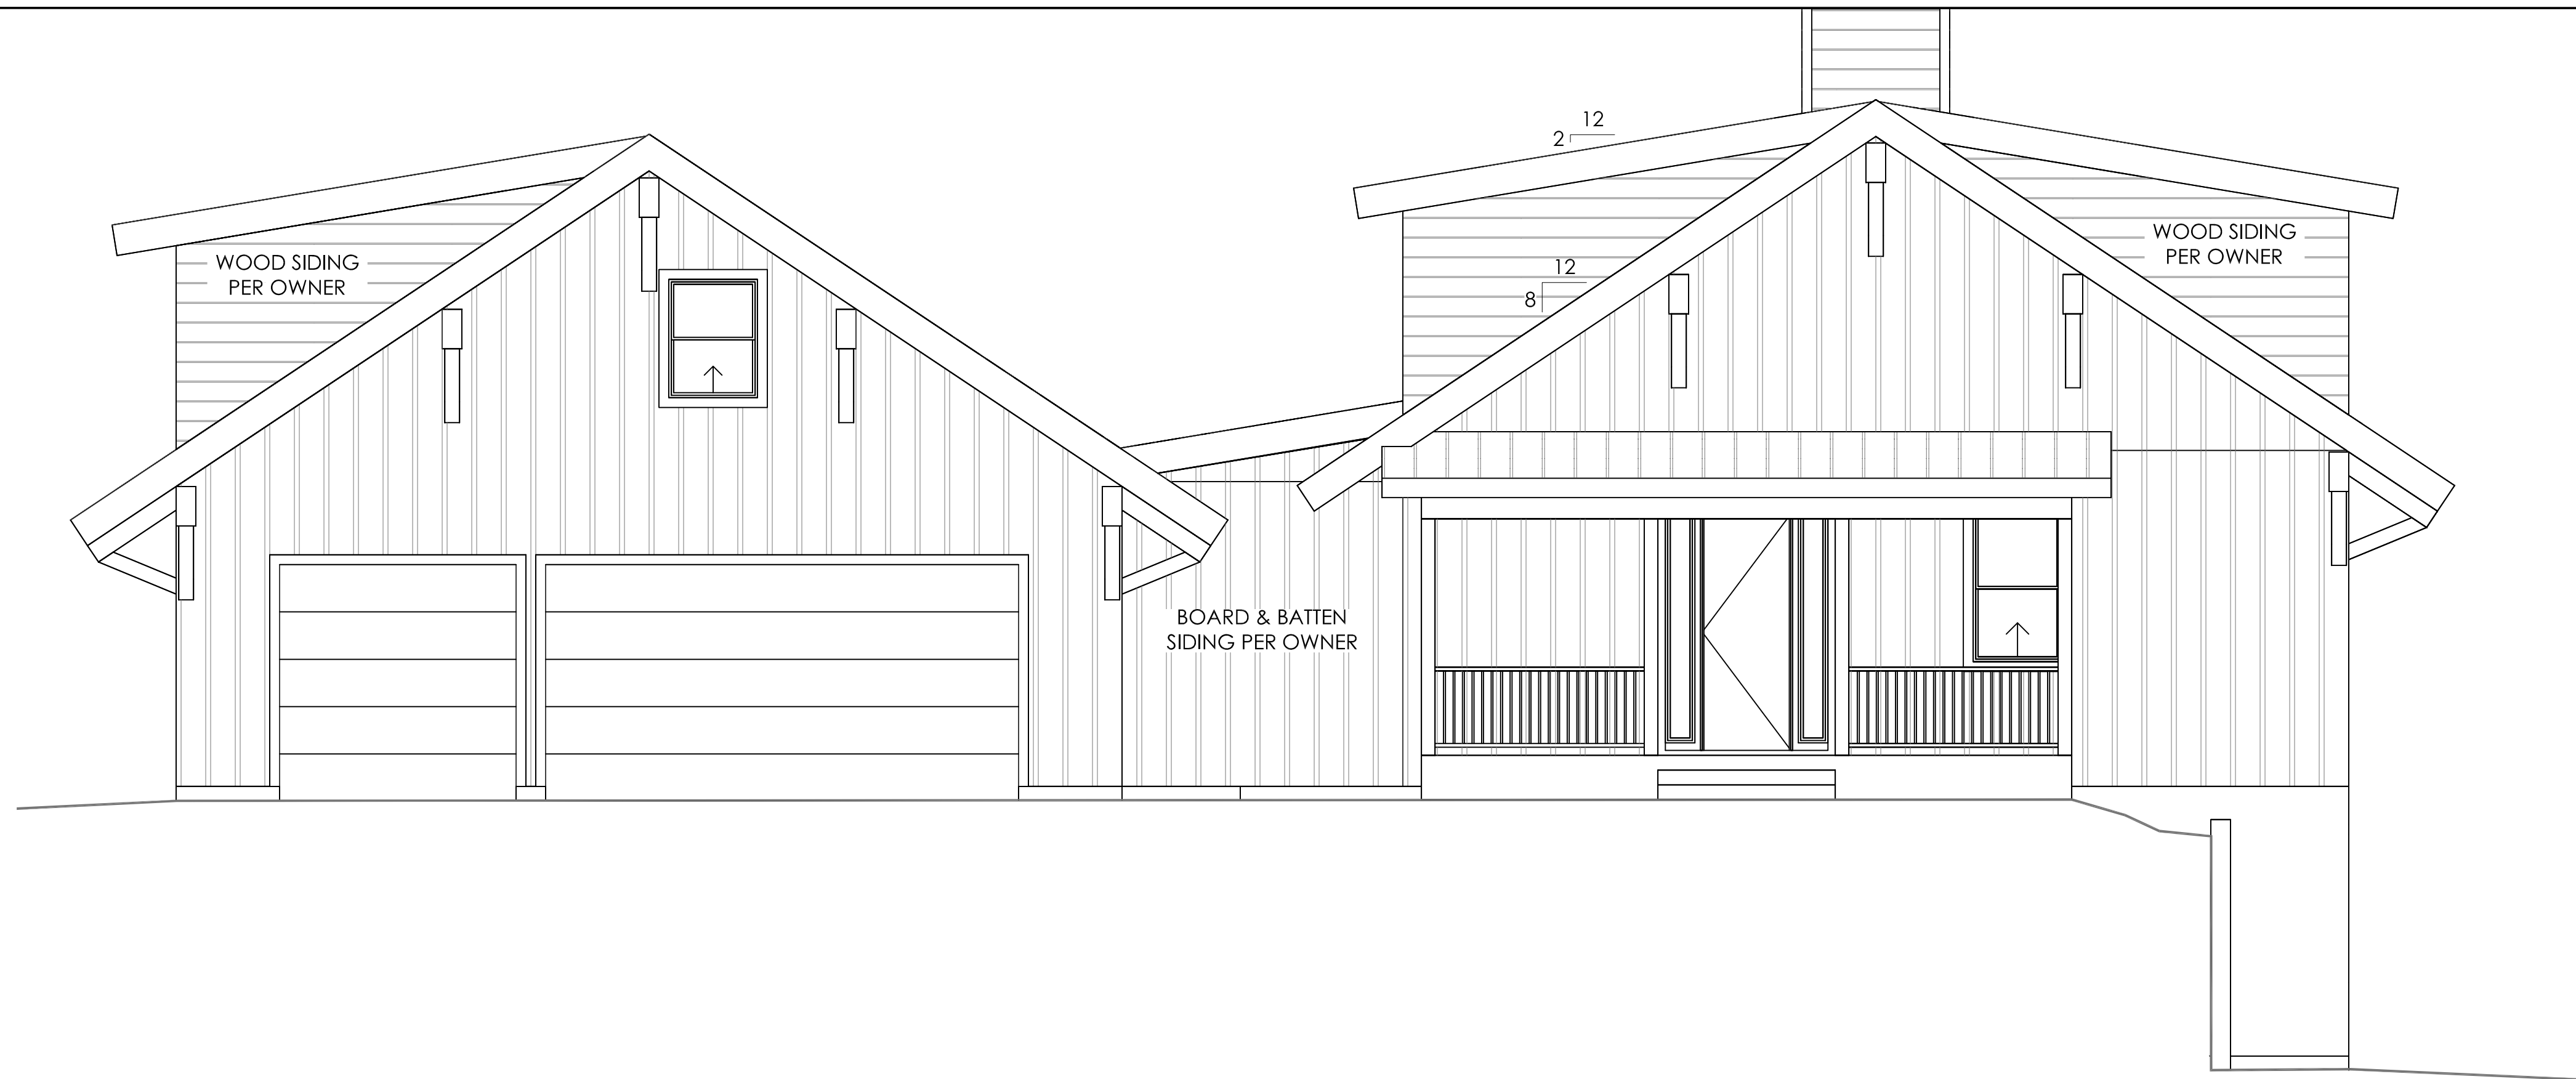 12
2
WOOD SIDING
PER OWNER
WOOD SIDING
PER OWNER
12
8
BOARD & BATTEN
SIDING PER OWNER